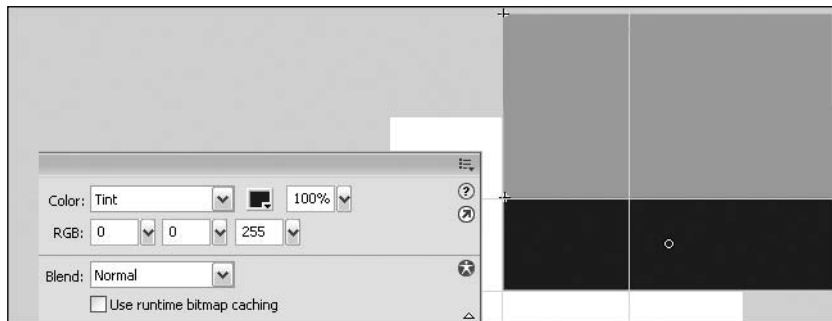 Color: Tint 100%
RGB: 0 0 255
Blend: Normal
Use runtime bitmap caching